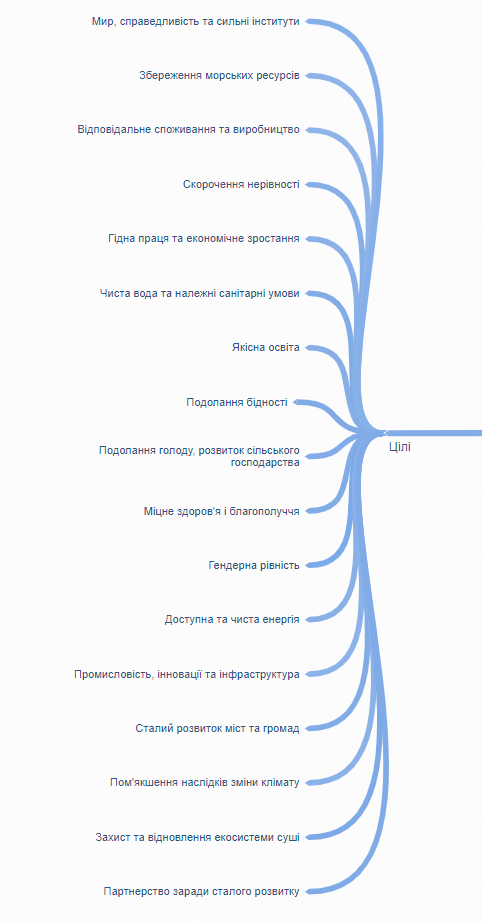 Мир, справедливість та сильні інститути
Збереження морських ресурсів
Відповідальне споживання та виробництво
Скорочення нерівності
Гідна праця та економічне зростання
Чиста вода та належні санітарні умови
Якісна освіта
Подолання бідності
Цілі
Подолання голоду, розвиток сільського
господарства
Міцне здоров'я і благополуччя
Гендерна рівність
Доступна та чиста енергія
Промисловість, інновації та інфраструктура
Сталий розвиток міст та громад
Пом'якшення наслідків зміни клімату
Захист та відновлення екосистеми суші
Партнерство заради сталого розвитку